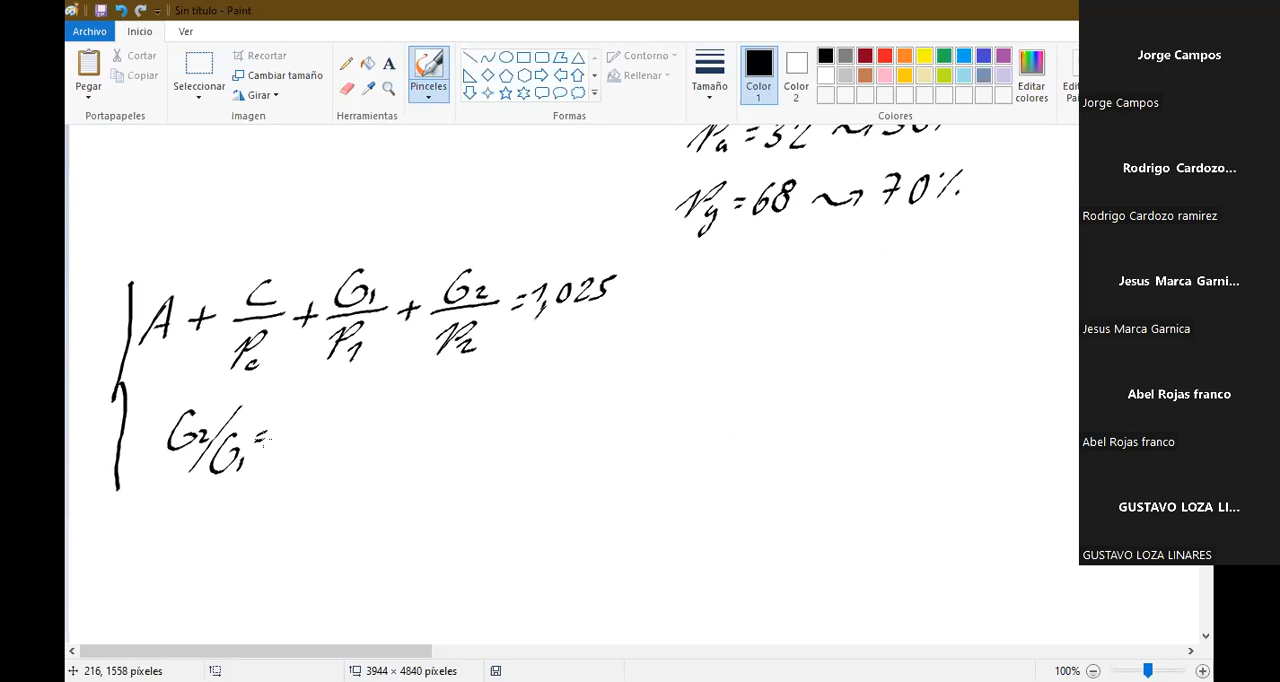 Sin título - Paint
Archivo Inicio Ver
Pegar
Cortar
Copiar
Portapapeles
Seleccionar
Recortar
Cambiar tamaño
Girar
Imagen
A
Herramientas
Pinceles
Contorno
Rellenar
Formas
Tamaño
Color 1
Color 2
Editar colores
Colores
Jorge Campos
Jorge Campos
Rodrigo Cardozo...
Rodrigo Cardozo ramirez
Jesus Marca Garni...
Jesus Marca Garnica
Abel Rojas franco
Abel Rojas franco
GUSTAVO LOZA LI...
GUSTAVO LOZA LINARES
Pa = 32
Pg = 68 ⇝ 70%
A + C/Pc + G1/P1 + G2/P2 = 1,025
G2/G1 =
216, 1558 píxeles
3944 × 4840 píxeles
100%